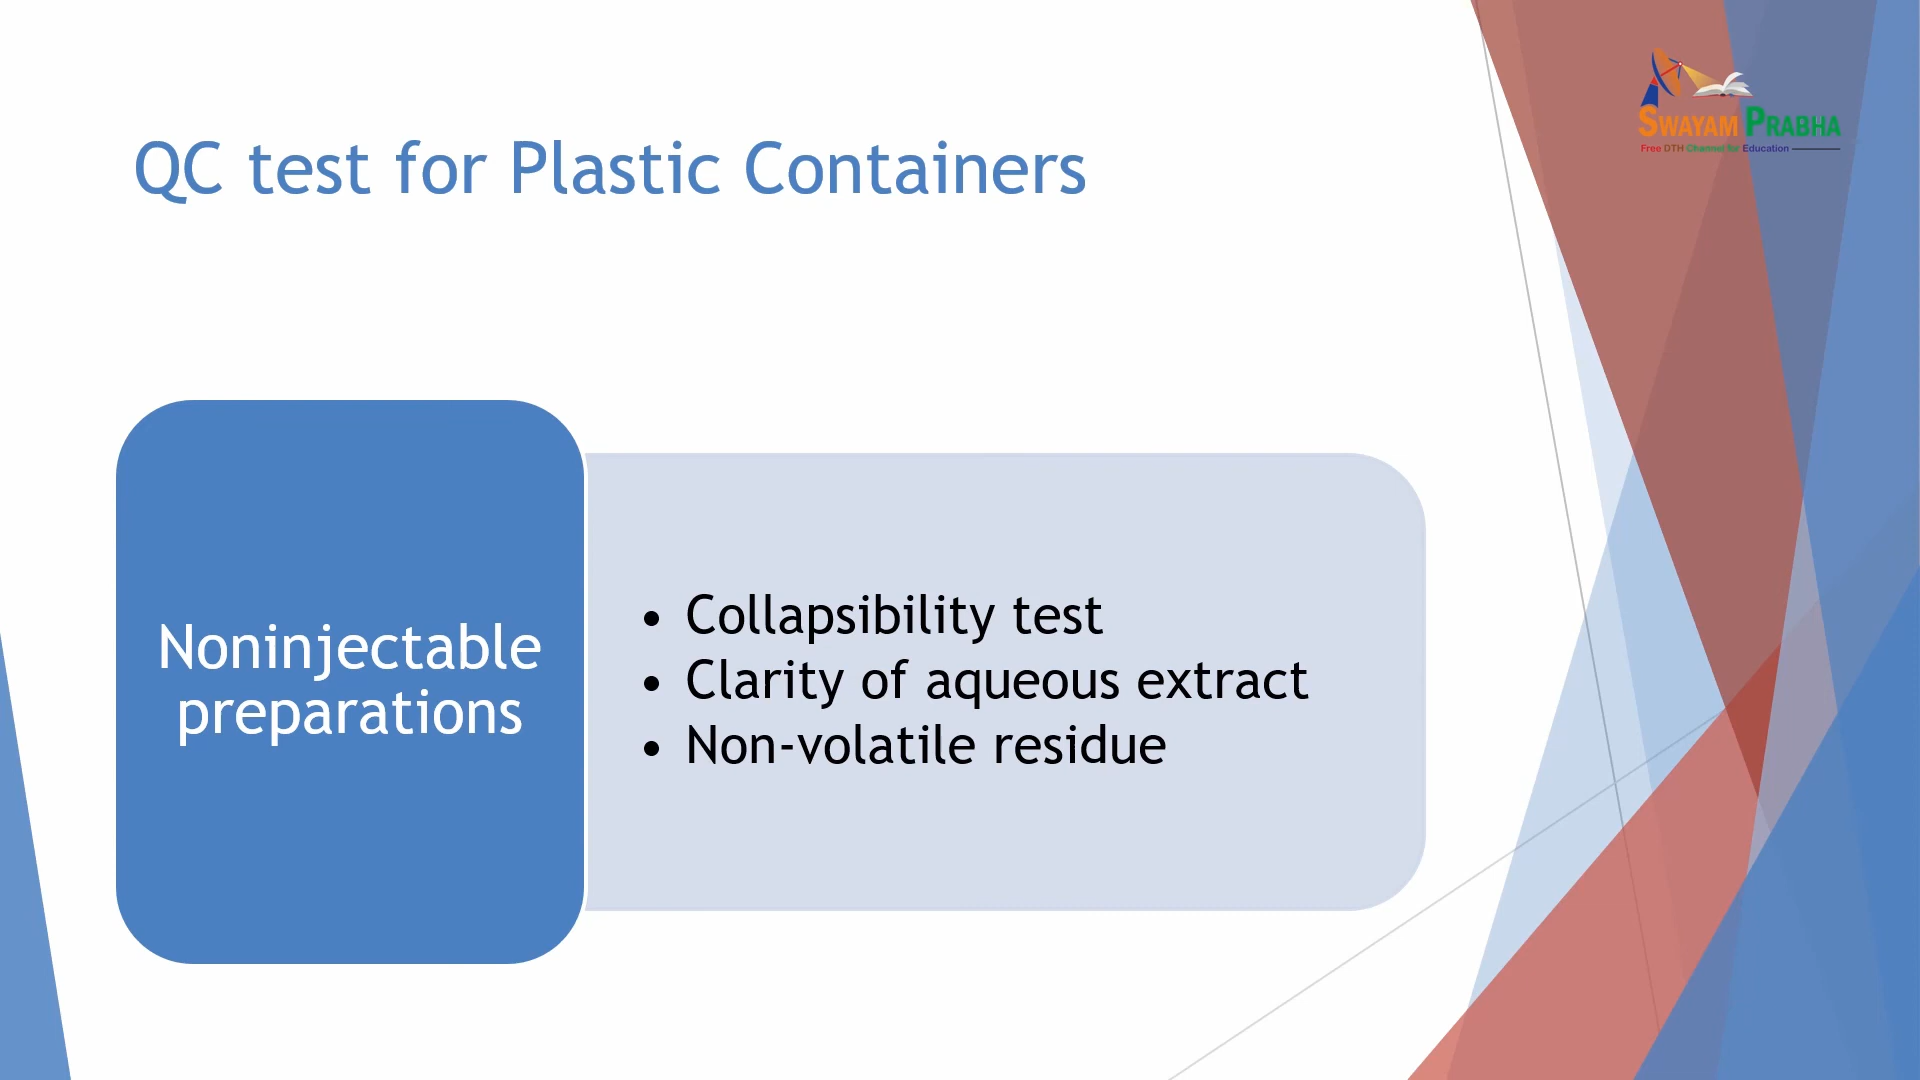 SWAYAM PRABHA
Free DTH Channel for Education
QC test for Plastic Containers
Noninjectable
preparations
• Collapsibility test
• Clarity of aqueous extract
• Non-volatile residue